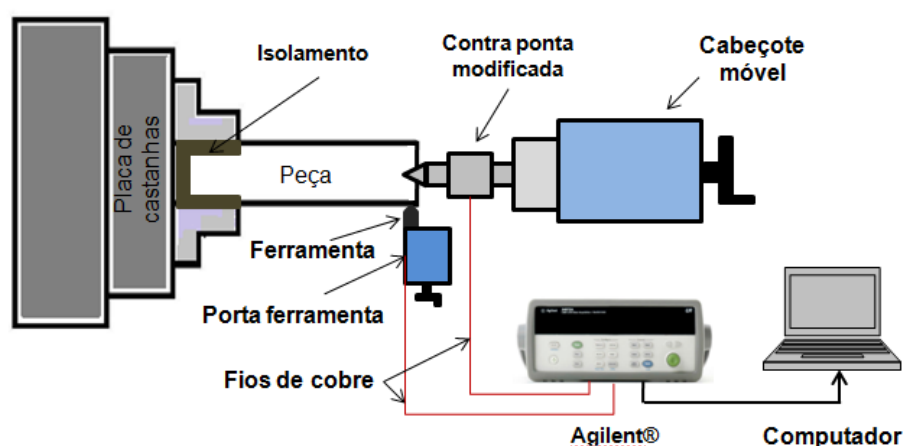 Isolamento
Contra ponta
modificada
Cabeçote
móvel
Placa de
castanhas
Peça
Ferramenta
Porta ferramenta
Fios de cobre
Agilent®
Computador